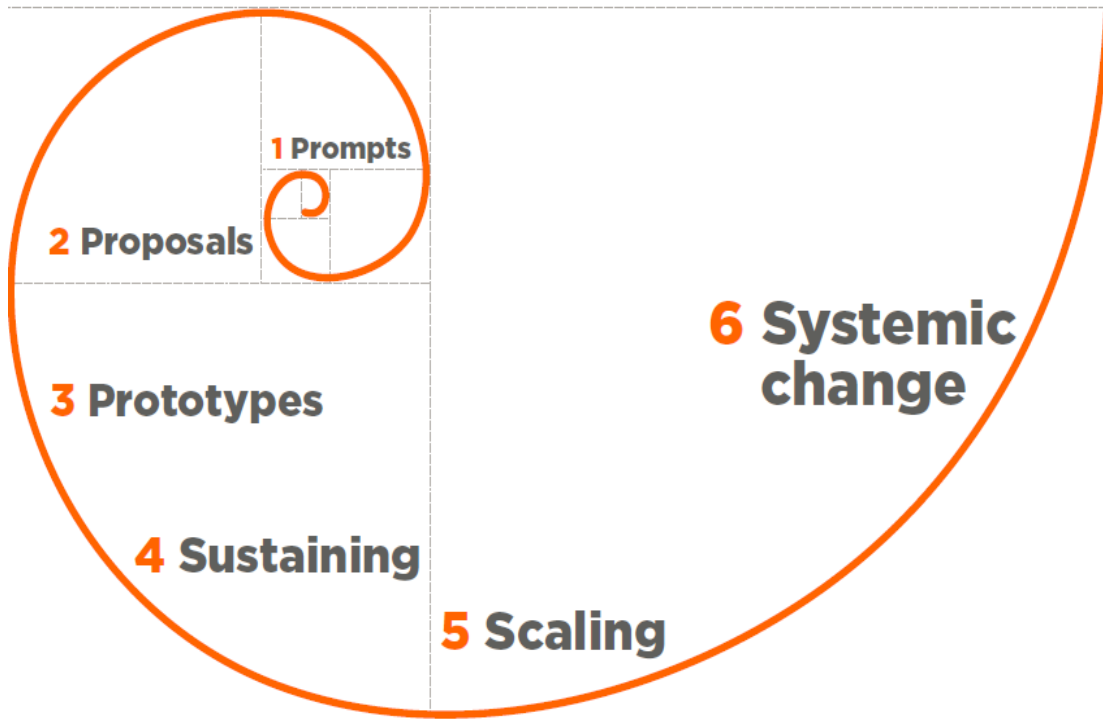 1 Prompts
2 Proposals
3 Prototypes
4 Sustaining
5 Scaling
6 Systemic
change